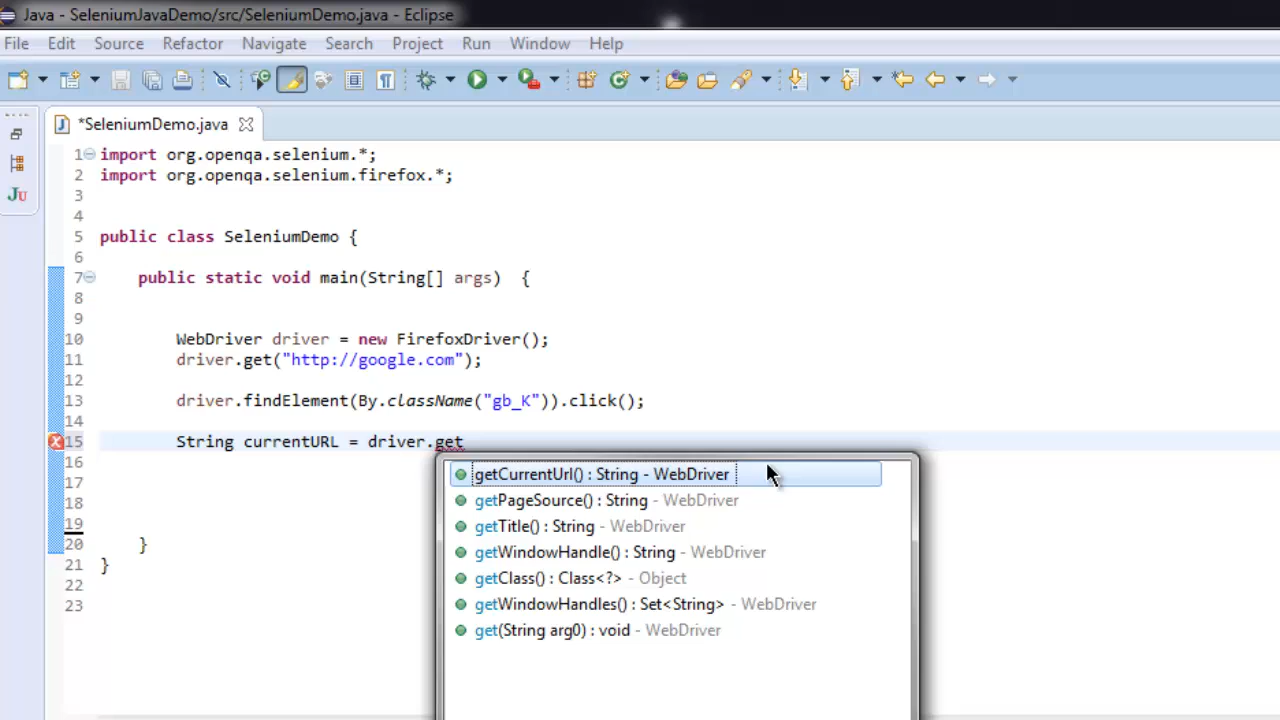 Java - SeleniumJavaDemo/src/SeleniumDemo.java - Eclipse
File Edit Source Refactor Navigate Search Project Run Window Help
*SeleniumDemo.java
1 import org.openqa.selenium.*;
2 import org.openqa.selenium.firefox.*;
3
4
5 public class SeleniumDemo {
6
7 public static void main(String[] args) {
8
9
10 WebDriver driver = new FirefoxDriver();
11 driver.get("http://google.com");
12
13 driver.findElement(By.className("gb_K")).click();
14
15 String currentURL = driver.get
16
getCurrentUrl() : String - WebDriver
17
getPageSource() : String - WebDriver
18
19
getTitle() : String - WebDriver
20 }
getWindowHandle() : String - WebDriver
21 }
getClass() : Class<?> - Object
22
23
getWindowHandles() : Set<String> - WebDriver
get(String arg0) : void - WebDriver
JU